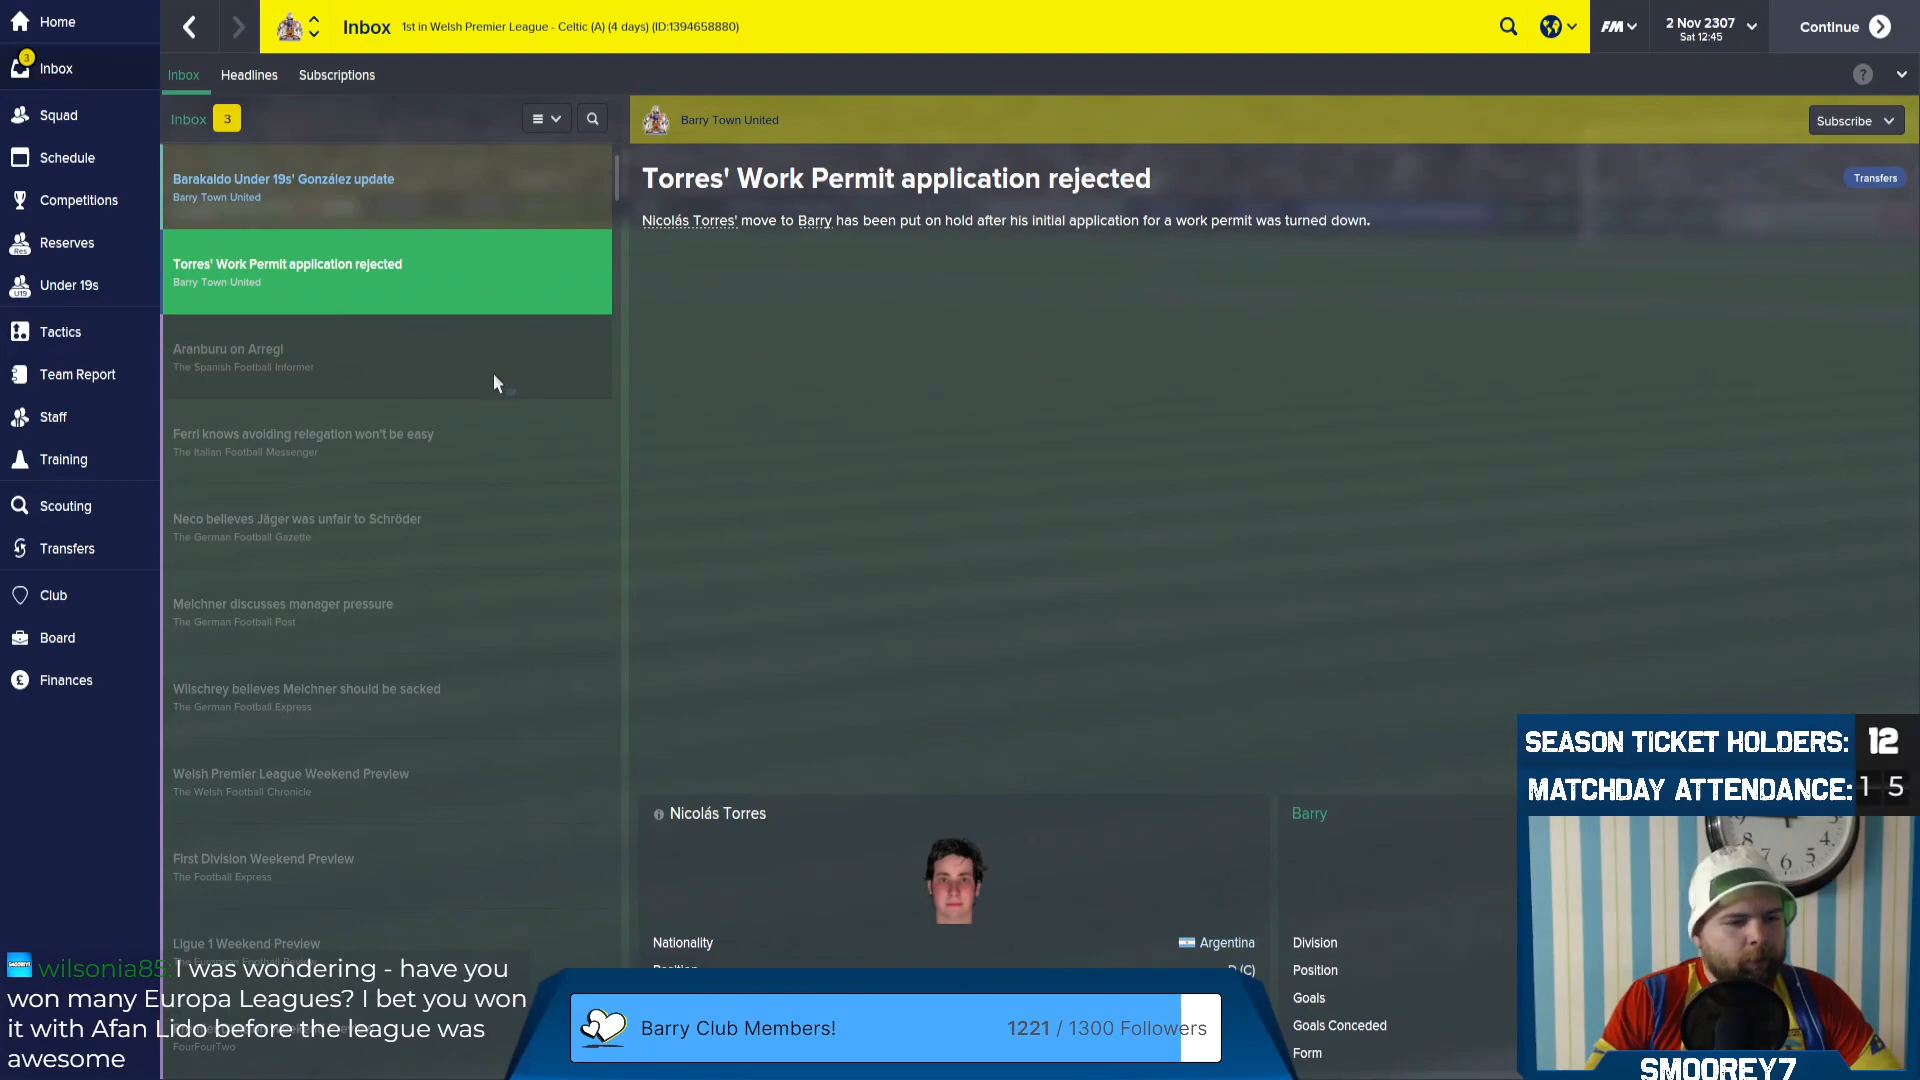 Home
Inbox
1st in Welsh Premier League - Celtic (A) (4 days) (ID:1394658880)
FM
2 Nov 2307
Sat 12:45
Continue
3
Inbox
Squad
Schedule
Competitions
Reserves
Under 19s
Tactics
Team Report
Staff
Training
Scouting
Transfers
Club
Board
Finances
Inbox
Headlines
Subscriptions
?
Inbox
3
Barakaldo Under 19s' González update
Barry Town United
Torres' Work Permit application rejected
Barry Town United
Aranburu on Arregi
The Spanish Football Informer
Ferri knows avoiding relegation won't be easy
The Italian Football Messenger
Neco believes Jäger was unfair to Schröder
The German Football Gazette
Melchner discusses manager pressure
The German Football Post
Wilschrey believes Melchner should be sacked
The German Football Express
Welsh Premier League Weekend Preview
The Welsh Football Chronicle
First Division Weekend Preview
The Football Express
Ligue 1 Weekend Preview
The European Football Review
FourFourTwo
Barry Town United
Subscribe
Torres' Work Permit application rejected
Transfers
Nicolás Torres' move to Barry has been put on hold after his initial application for a work permit was turned down.
Nicolás Torres
Nationality
Argentina
Position
D (C)
Barry
Division
Position
Goals
Goals Conceded
Form
wilsonia85: I was wondering - have you
won many Europa Leagues? I bet you won
it with Afan Lido before the league was
awesome
Barry Club Members!
1221 / 1300 Followers
SEASON TICKET HOLDERS: 12
MATCHDAY ATTENDANCE: 15
SMOOREY7